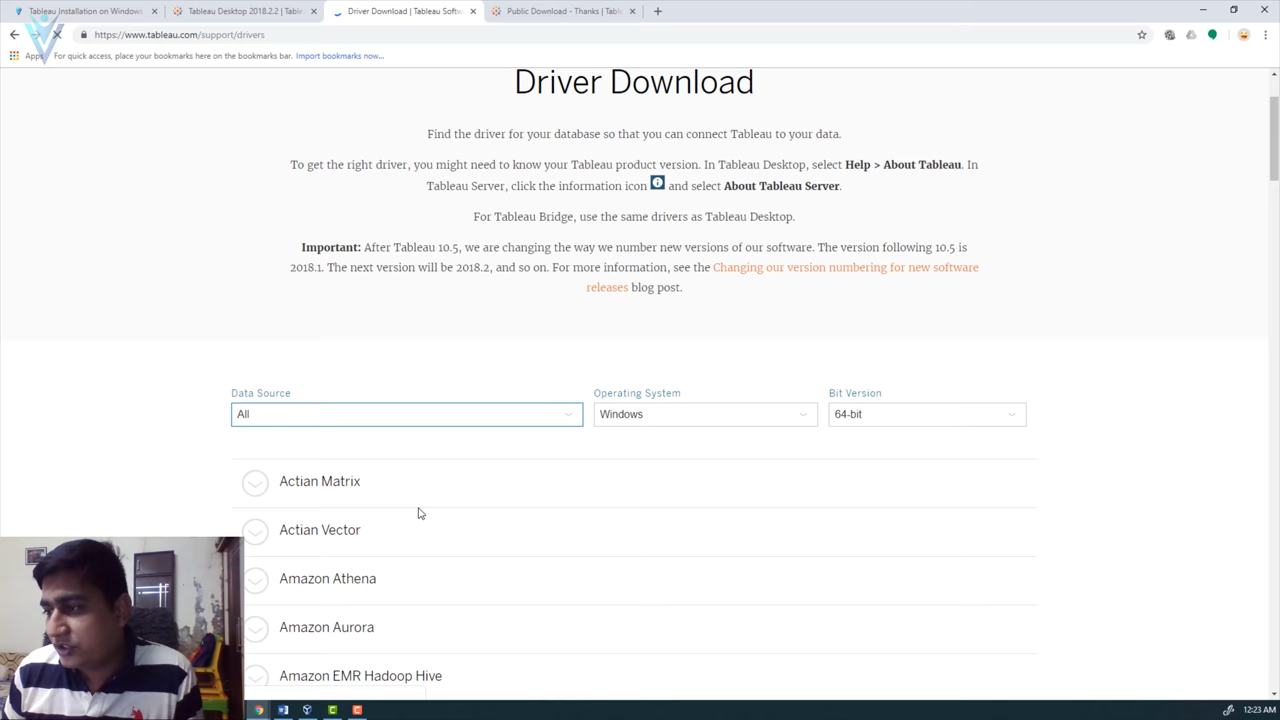 Tableau Installation on Windows
Tableau Desktop 2018.2.2 | Table
Driver Download | Tableau Softw
Public Download - Thanks | Table
https://www.tableau.com/support/drivers
Apps
For quick access, place your bookmarks here on the bookmarks bar. Import bookmarks now...
Driver Download
Find the driver for your database so that you can connect Tableau to your data.
To get the right driver, you might need to know your Tableau product version. In Tableau Desktop, select Help > About Tableau. In
Tableau Server, click the information icon and select About Tableau Server.
For Tableau Bridge, use the same drivers as Tableau Desktop.
Important: After Tableau 10.5, we are changing the way we number new versions of our software. The version following 10.5 is
2018.1. The next version will be 2018.2, and so on. For more information, see the Changing our version numbering for new software
releases blog post.
Data Source
Operating System
Bit Version
All
Windows
64-bit
Actian Matrix
Actian Vector
Amazon Athena
Amazon Aurora
Amazon EMR Hadoop Hive
12:23 AM